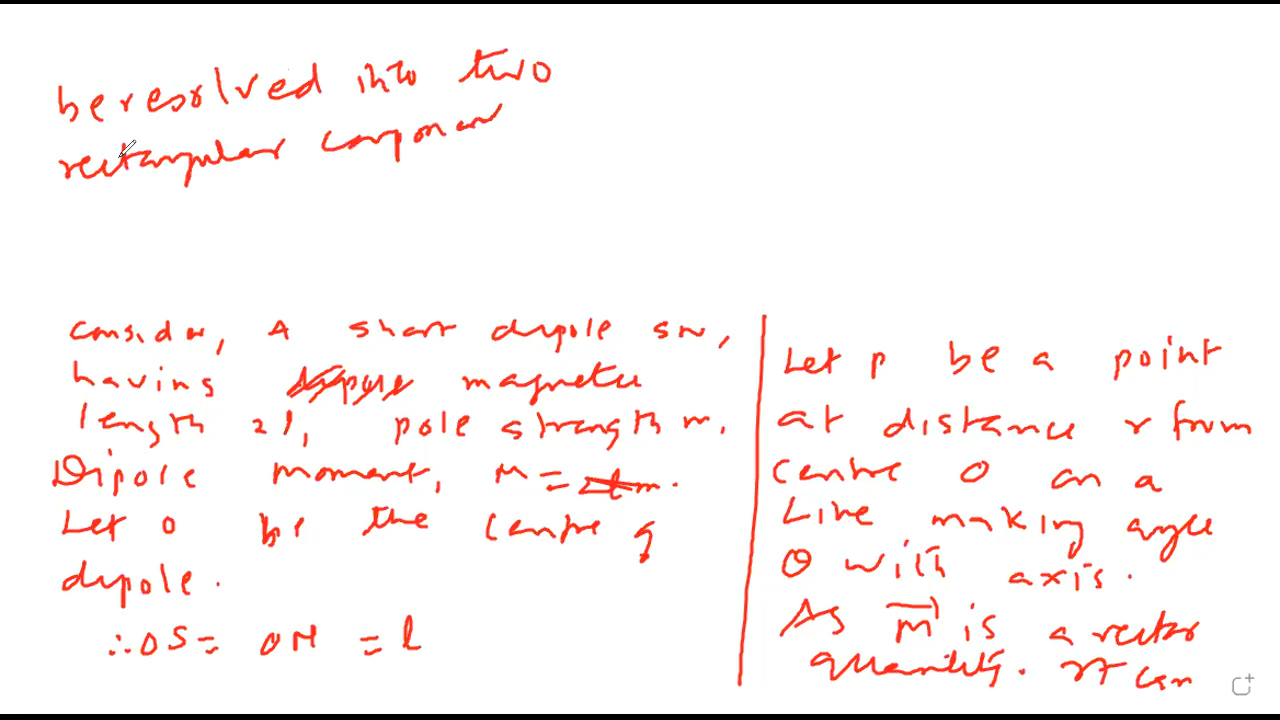 be resolved into two
rectangular componen
Consider, A short dipole SN,
having magnetic
length 2l, pole strength m.
Dipole moment, M = 2lm.
Let O be the centre of
dipole.
∴ OS = ON = l
Let P be a point
at distance r from
centre O on a
Line making angle
θ with axis.
As M⃗ is a vector
quantity. It can